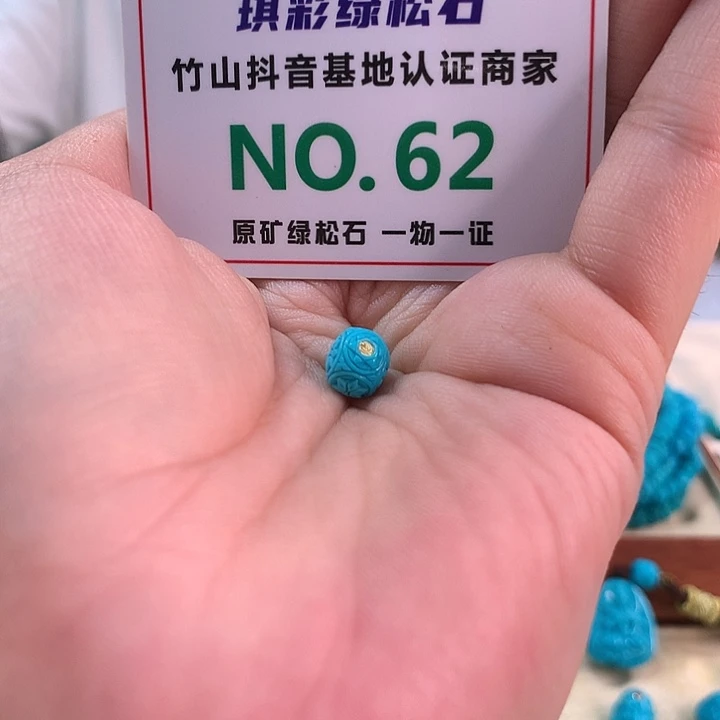 琪彩绿松石
竹山抖音基地认证商家
NO. 62
原矿绿松石 一物一证